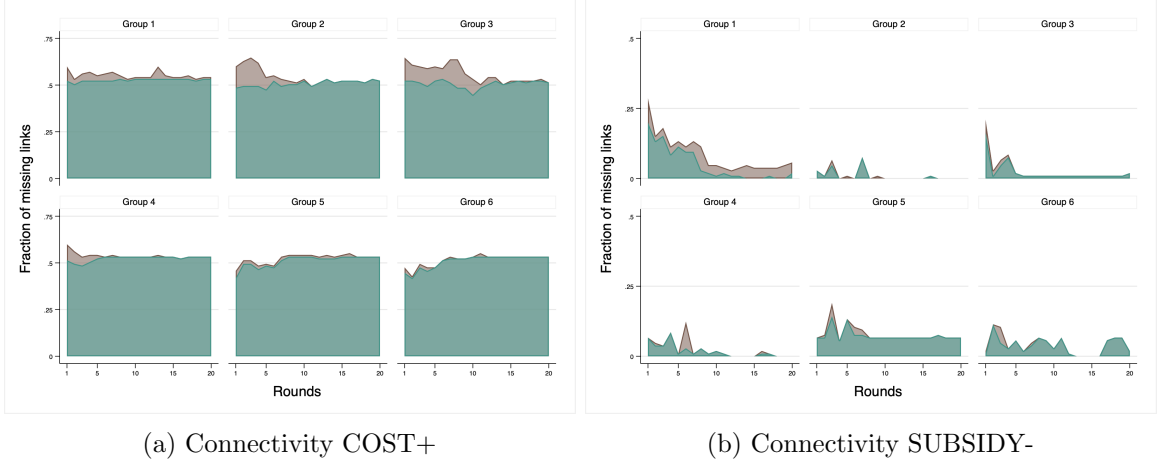 Group 1
Group 2
Group 3
.75
.5
.25
0
Group 4
Group 5
Group 6
.75
.5
.25
0
1 5 10 15 20
1 5 10 15 20
1 5 10 15 20
Fraction of missing links
Rounds
(a) Connectivity COST+
Group 1
Group 2
Group 3
.5
.25
0
Group 4
Group 5
Group 6
.5
.25
0
1 5 10 15 20
1 5 10 15 20
1 5 10 15 20
Fraction of missing links
Rounds
(b) Connectivity SUBSIDY-